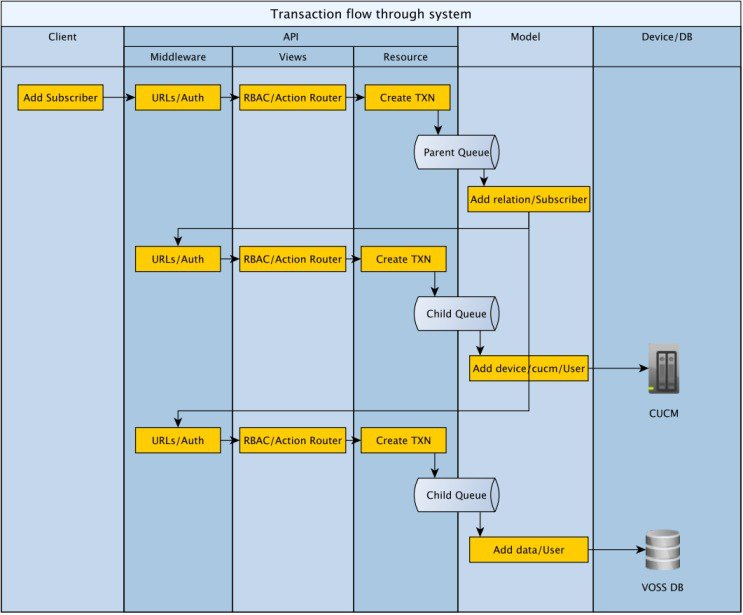 Transaction flow through system
Client
API
Model
Device/DB
Middleware
Views
Resource
Add Subscriber
URLs/Auth
RBAC/Action Router
Create TXN
Parent Queue
Add relation/Subscriber
URLs/Auth
RBAC/Action Router
Create TXN
Child Queue
Add device/cucm/User
CUCM
URLs/Auth
RBAC/Action Router
Create TXN
Child Queue
Add data/User
VOSS DB